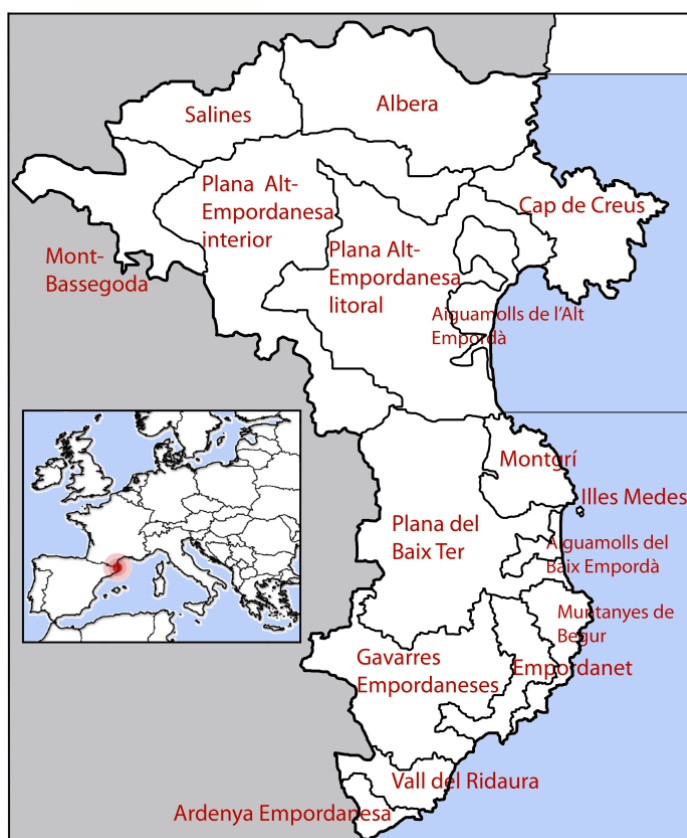 Salines
Albera
Plana Alt-
Empordanesa
interior
Cap de Creus
Mont-
Bassegoda
Plana Alt-
Empordanesa
litoral
Aiguamolls de l'Alt
Empordà
Montgrí
Illes Medes
Plana del
Baix Ter
Aiguamolls del
Baix Empordà
Muntanyes de
Begur
Gavarres
Empordaneses
Empordanet
Vall del Ridaura
Ardenya Empordanesa